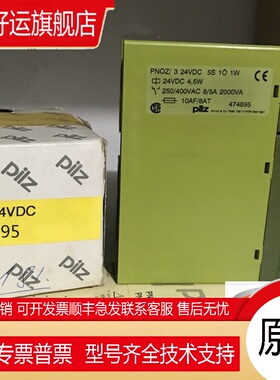 好运旗舰店
PNOZ/ 3 24VDC 5S 1Ö 1W
24VDC 4,5W
250/400VAC 8/5A 2000VA
10AF/8AT
474895
pilz
pilz
4VDC
95
pilz
pilz
销 可开发顺丰急发联系客服 售后无忧
专票普票 型号齐全技术支持
原